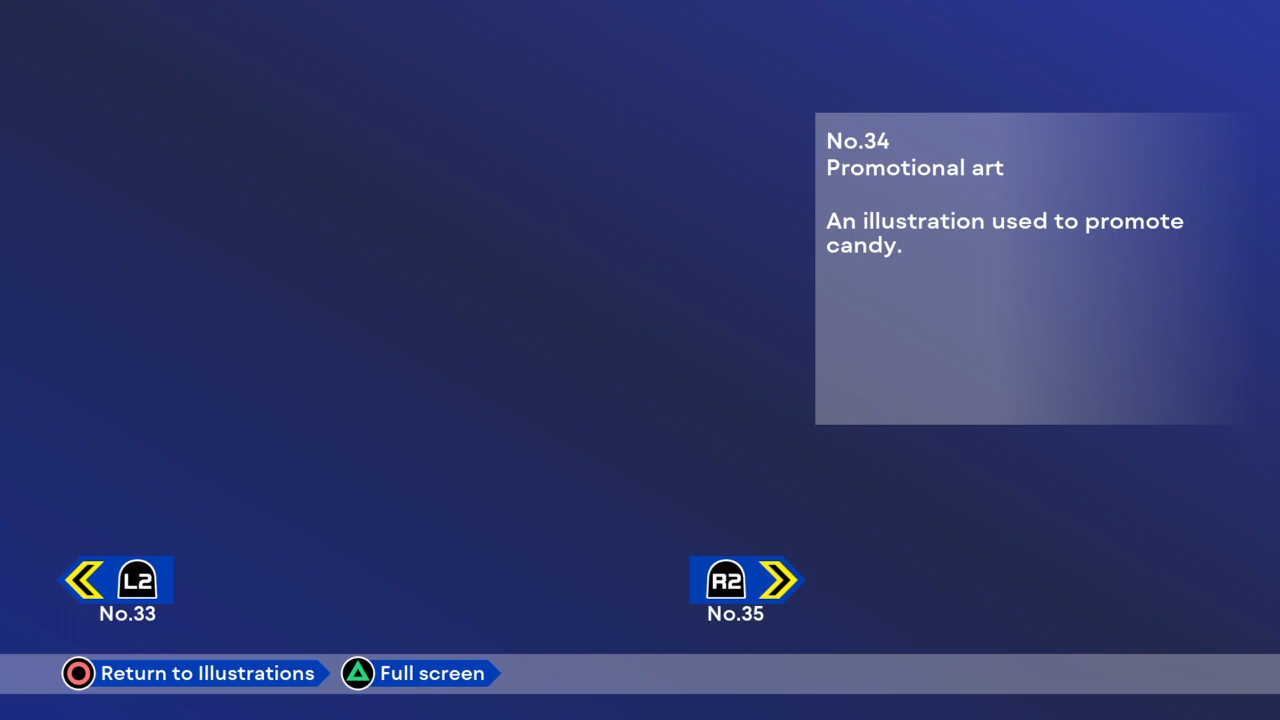 No.34
Promotional art
An illustration used to promote
candy.
L2
No.33
R2
No.35
Return to Illustrations
Full screen